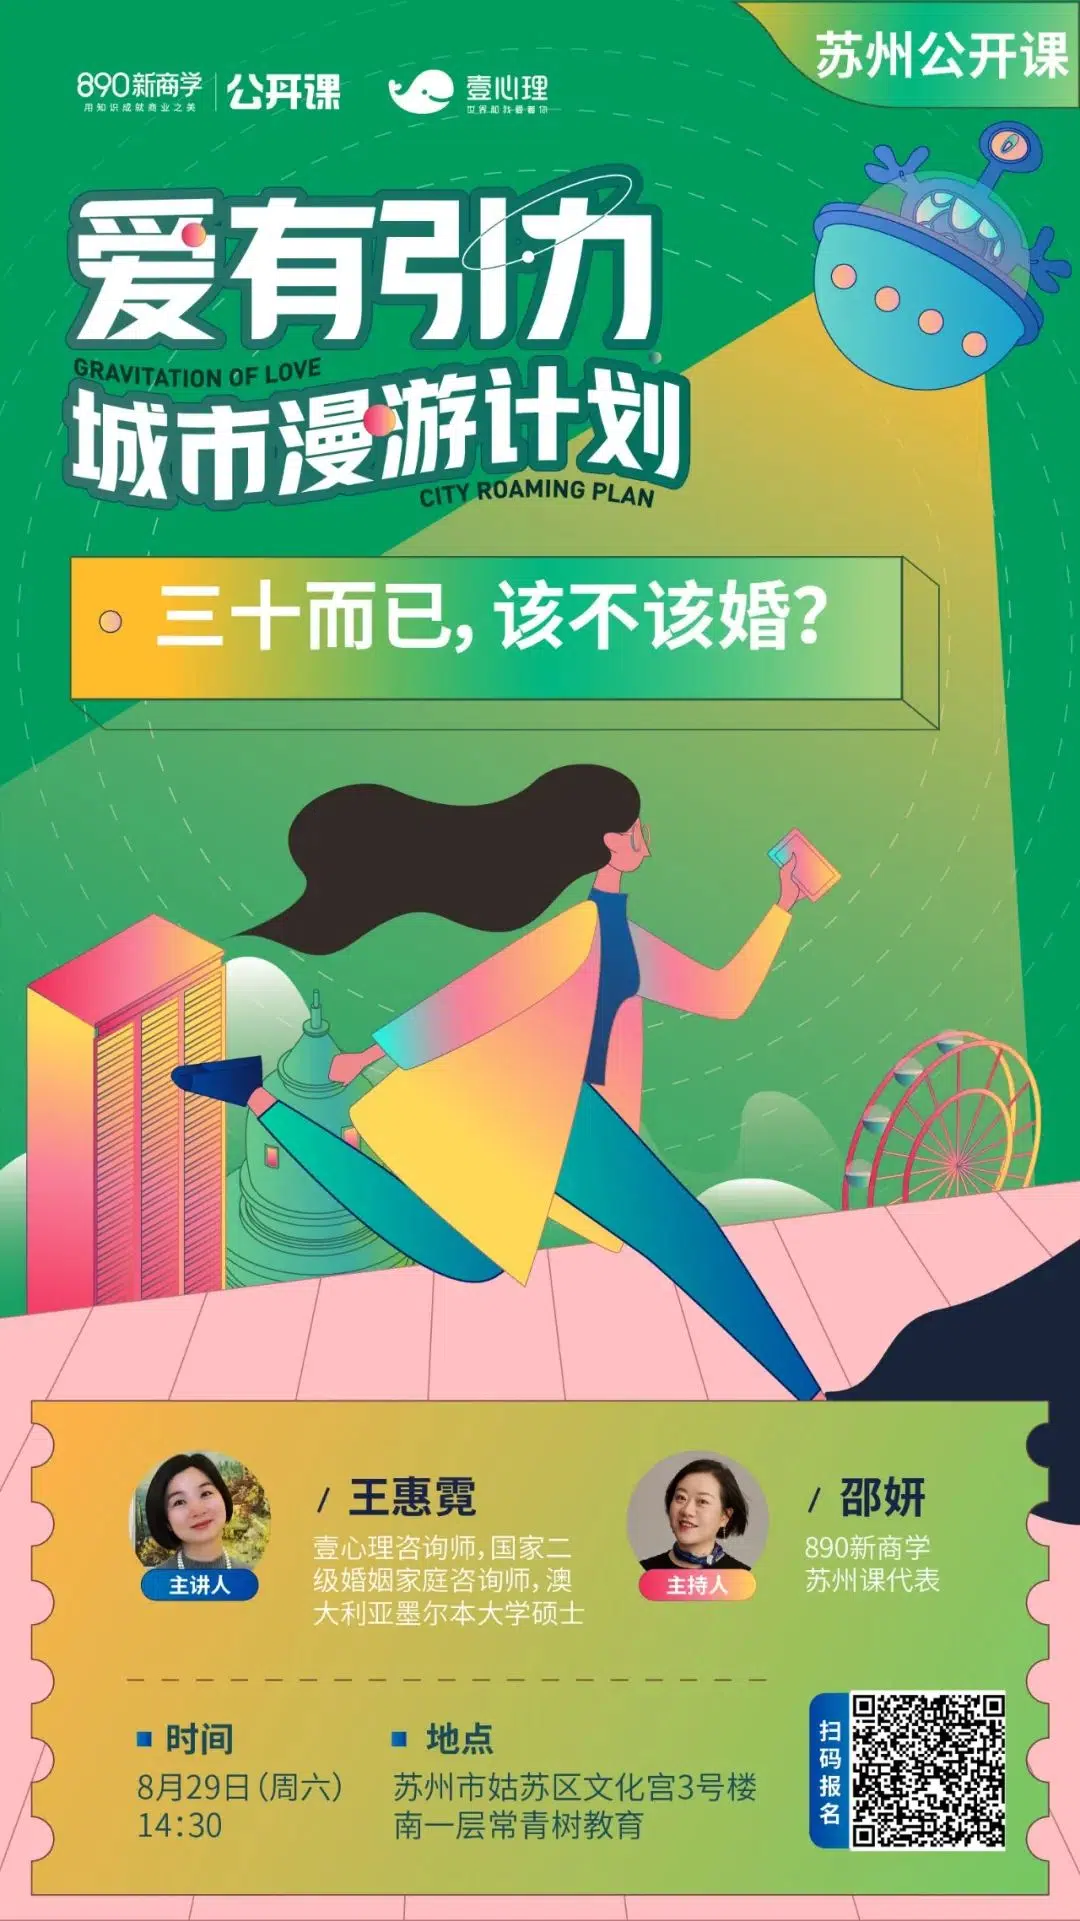 苏州公开课
890新商学 公开课 壹心理
用知识成就商业之美 世界和我爱着你
爱有引力
GRAVITATION OF LOVE
城市漫游计划
CITY ROAMING PLAN
三十而已,该不该婚?
/ 王惠霓
壹心理咨询师,国家二
级婚姻家庭咨询师,澳
大利亚墨尔本大学硕士
主讲人
/ 邵妍
890新商学
苏州课代表
主持人
时间
8月29日(周六)
14:30
地点
苏州市姑苏区文化宫3号楼
南一层常青树教育
扫码报名